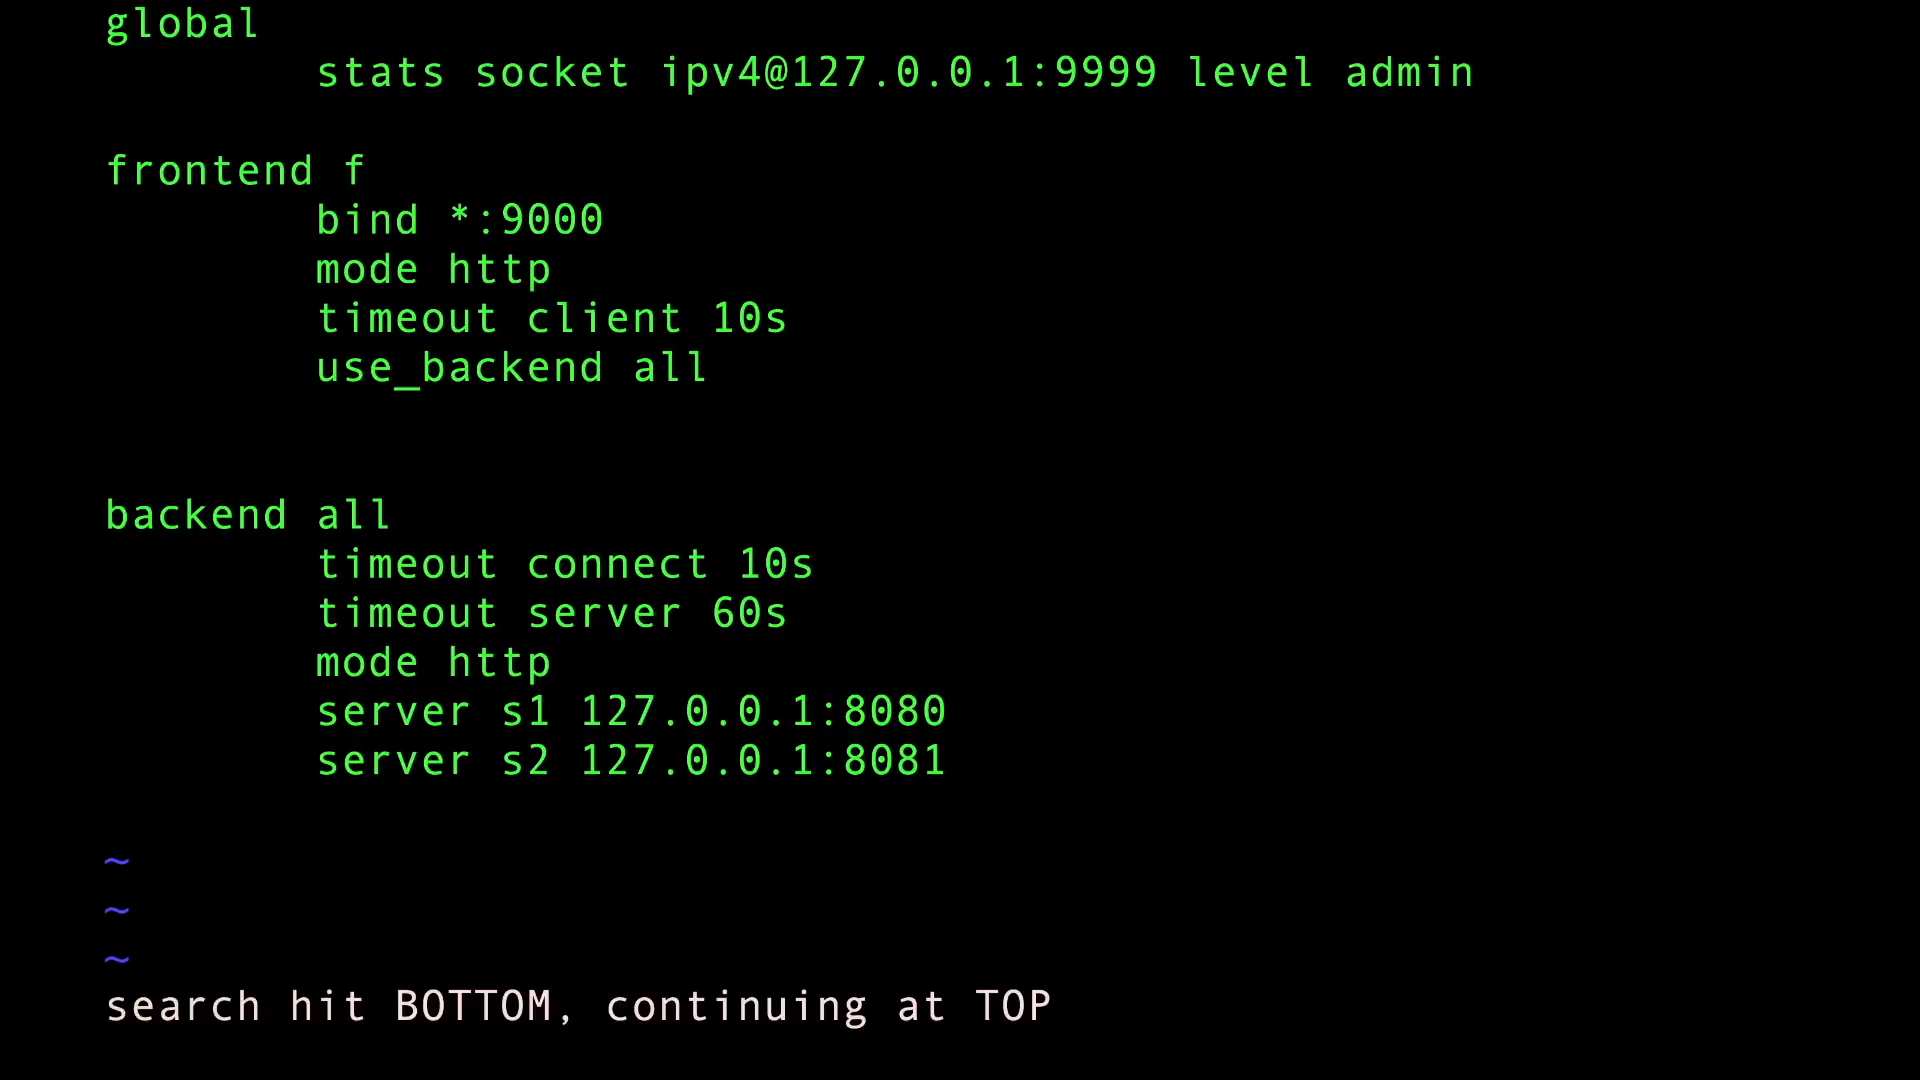 global
stats socket ipv4@127.0.0.1:9999 level admin
frontend f
bind *:9000
mode http
timeout client 10s
use_backend all
backend all
timeout connect 10s
timeout server 60s
mode http
server s1 127.0.0.1:8080
server s2 127.0.0.1:8081
~
~
~
search hit BOTTOM, continuing at TOP